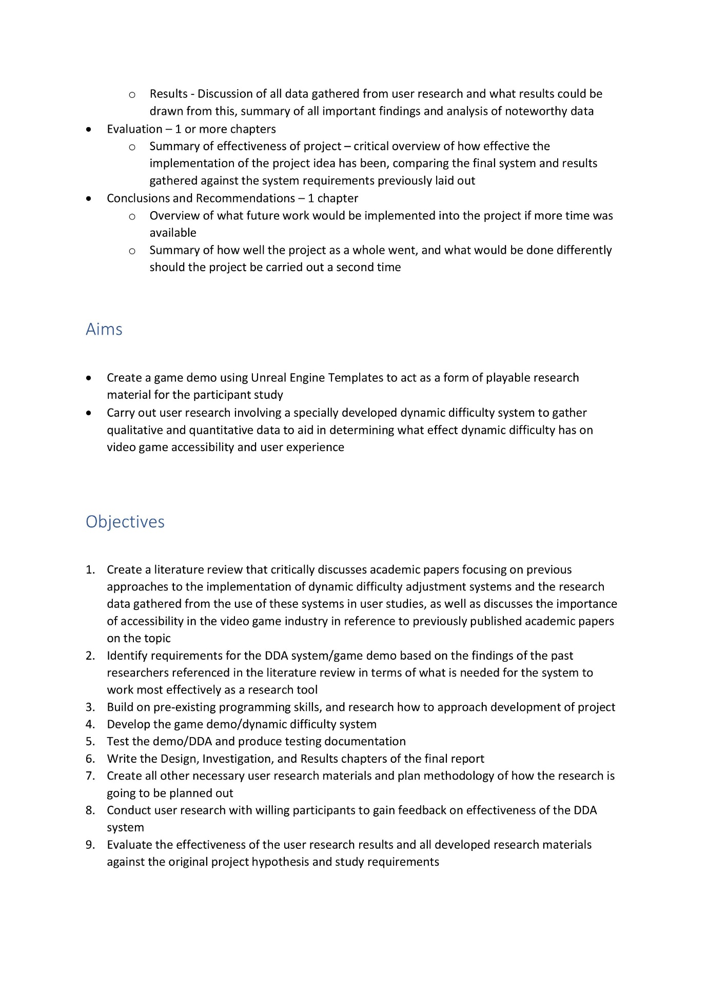 o Results - Discussion of all data gathered from user research and what results could be
drawn from this, summary of all important findings and analysis of noteworthy data
• Evaluation – 1 or more chapters
o Summary of effectiveness of project – critical overview of how effective the
implementation of the project idea has been, comparing the final system and results
gathered against the system requirements previously laid out
• Conclusions and Recommendations – 1 chapter
o Overview of what future work would be implemented into the project if more time was
available
o Summary of how well the project as a whole went, and what would be done differently
should the project be carried out a second time
Aims
• Create a game demo using Unreal Engine Templates to act as a form of playable research
material for the participant study
• Carry out user research involving a specially developed dynamic difficulty system to gather
qualitative and quantitative data to aid in determining what effect dynamic difficulty has on
video game accessibility and user experience
Objectives
1. Create a literature review that critically discusses academic papers focusing on previous
approaches to the implementation of dynamic difficulty adjustment systems and the research
data gathered from the use of these systems in user studies, as well as discusses the importance
of accessibility in the video game industry in reference to previously published academic papers
on the topic
2. Identify requirements for the DDA system/game demo based on the findings of the past
researchers referenced in the literature review in terms of what is needed for the system to
work most effectively as a research tool
3. Build on pre-existing programming skills, and research how to approach development of project
4. Develop the game demo/dynamic difficulty system
5. Test the demo/DDA and produce testing documentation
6. Write the Design, Investigation, and Results chapters of the final report
7. Create all other necessary user research materials and plan methodology of how the research is
going to be planned out
8. Conduct user research with willing participants to gain feedback on effectiveness of the DDA
system
9. Evaluate the effectiveness of the user research results and all developed research materials
against the original project hypothesis and study requirements